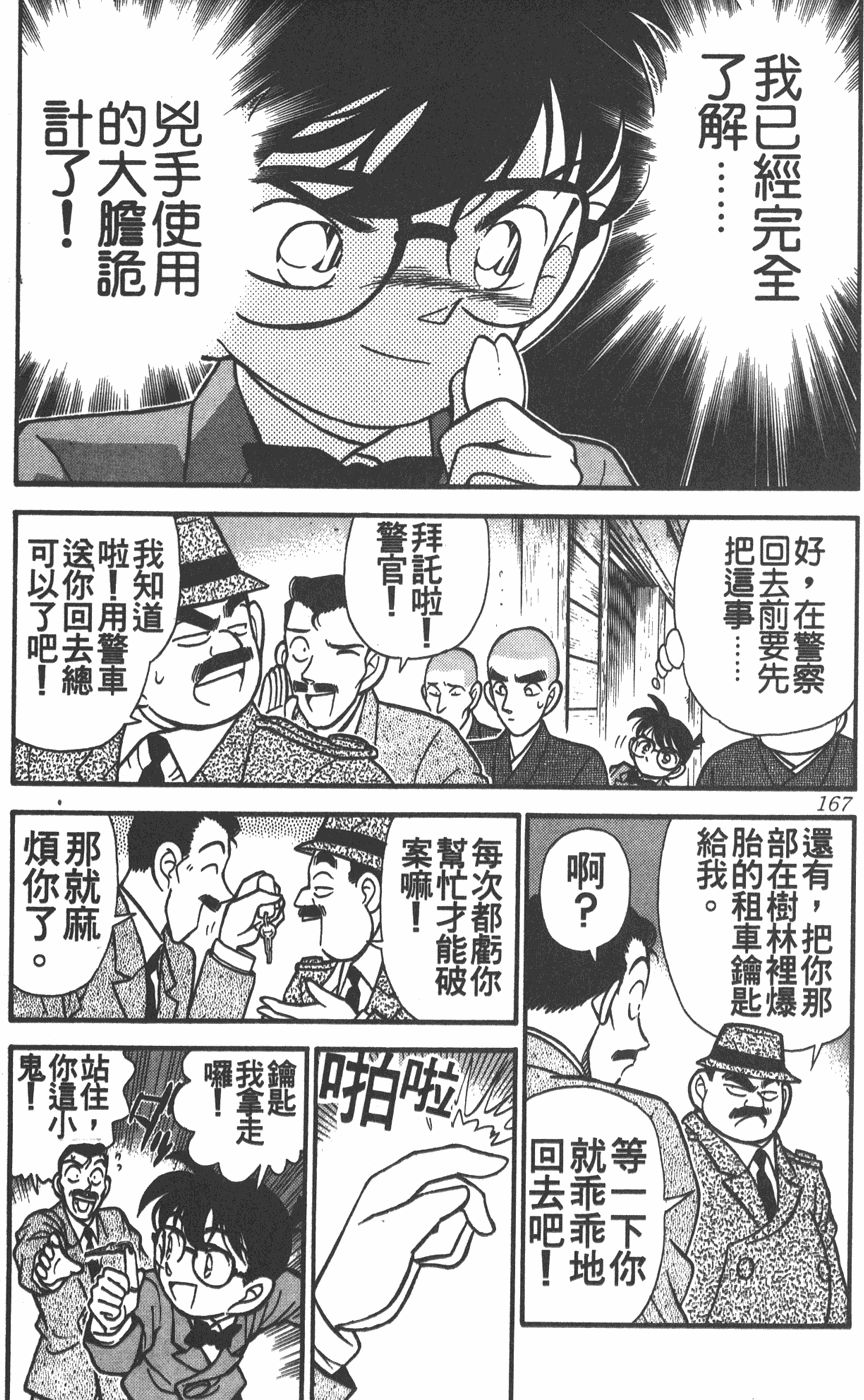 我已經完全
了解……
兇手使用
的大膽詭
計了！
好，在警察
回去前要先
把這事……
拜託啦！
警官！
我知道
啦！用警車
送你回去總
可以了吧！
167
還有，把你那
部在樹林裡爆
胎的租車鑰匙
給我。
啊？
等一下你
就乖乖地
回去吧！
每次都虧你
幫忙才能破
案嘛！
那就麻
煩你了。
啪啦
鑰匙
我拿走
囉！
站住，
你這小
鬼！